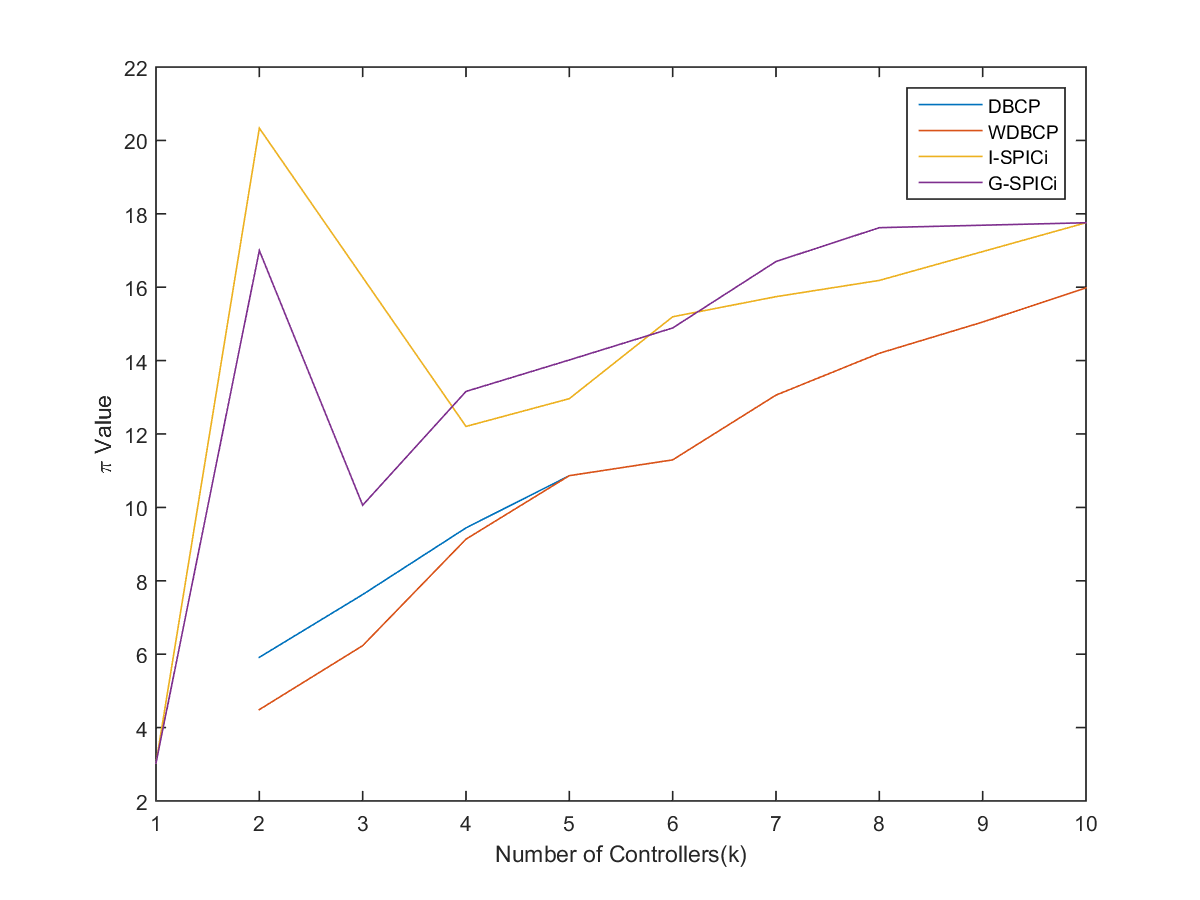 22
20
18
16
14
12
10
8
6
4
2
π Value
1 2 3 4 5 6 7 8 9 10
Number of Controllers(k)
DBCP
WDBCP
I-SPICi
G-SPICi